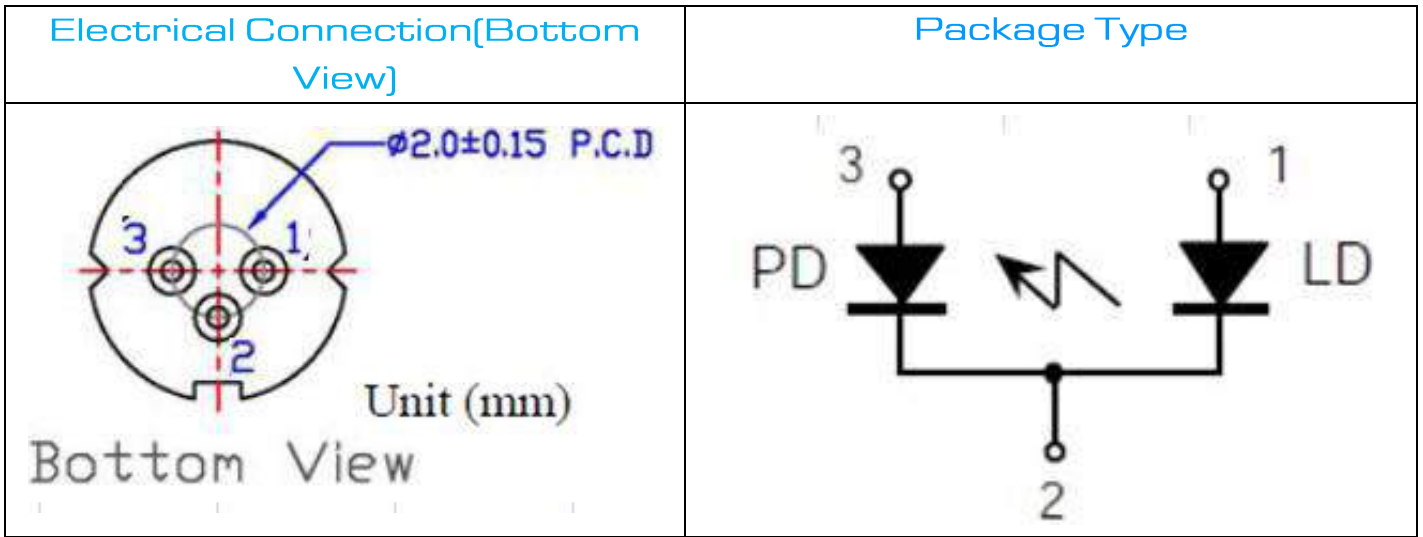 Electrical Connection(Bottom
View)
Package Type
ø2.0±0.15 P.C.D
3
1
2
Unit (mm)
Bottom View
3
1
PD
LD
2